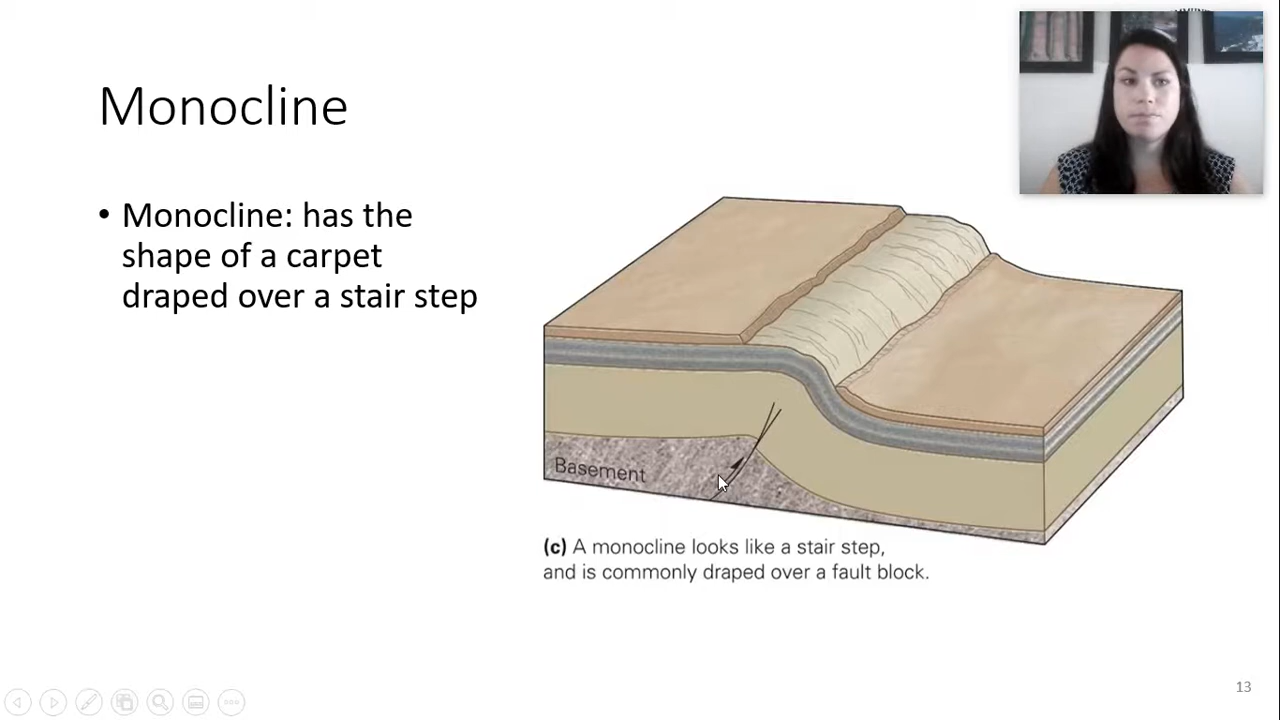 Monocline
• Monocline: has the
shape of a carpet
draped over a stair step
Basement
(c) A monocline looks like a stair step,
and is commonly draped over a fault block.
13